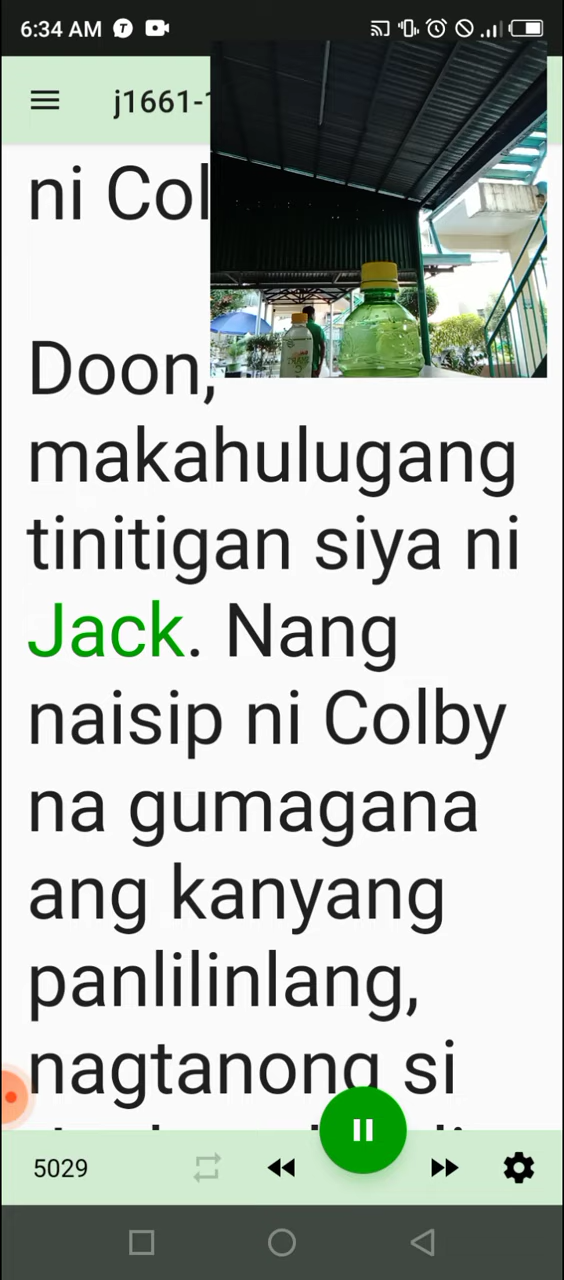 6:34 AM
j1661-1
ni Col
Doon,
makahulugang
tinitigan siya ni
Jack. Nang
naisip ni Colby
na gumagana
ang kanyang
panlilinlang,
nagtanong si
5029